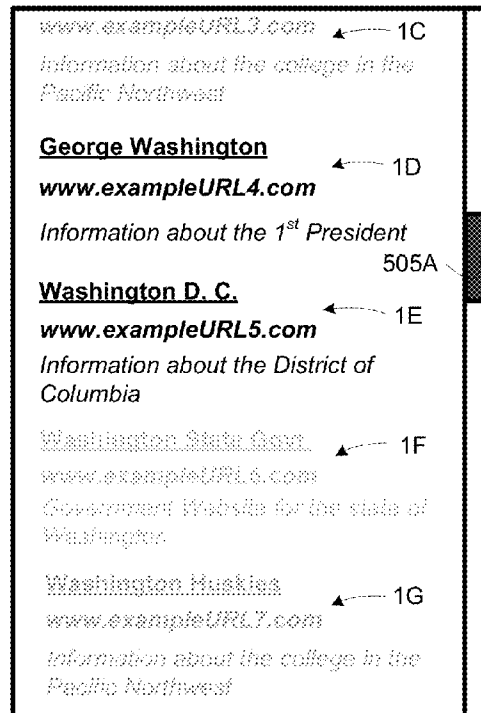 www.exampleURL3.com 1C
Information about the college in the
Pacific Northwest
George Washington
1D
www.exampleURL4.com
Information about the 1st President
505A
Washington D. C.
1E
www.exampleURL5.com
Information about the District of
Columbia
Washington State Govt.
1F
www.exampleURL6.com
Government Website for the state of
Washington
Washington Huskies
1G
www.exampleURL7.com
Information about the college in the
Pacific Northwest